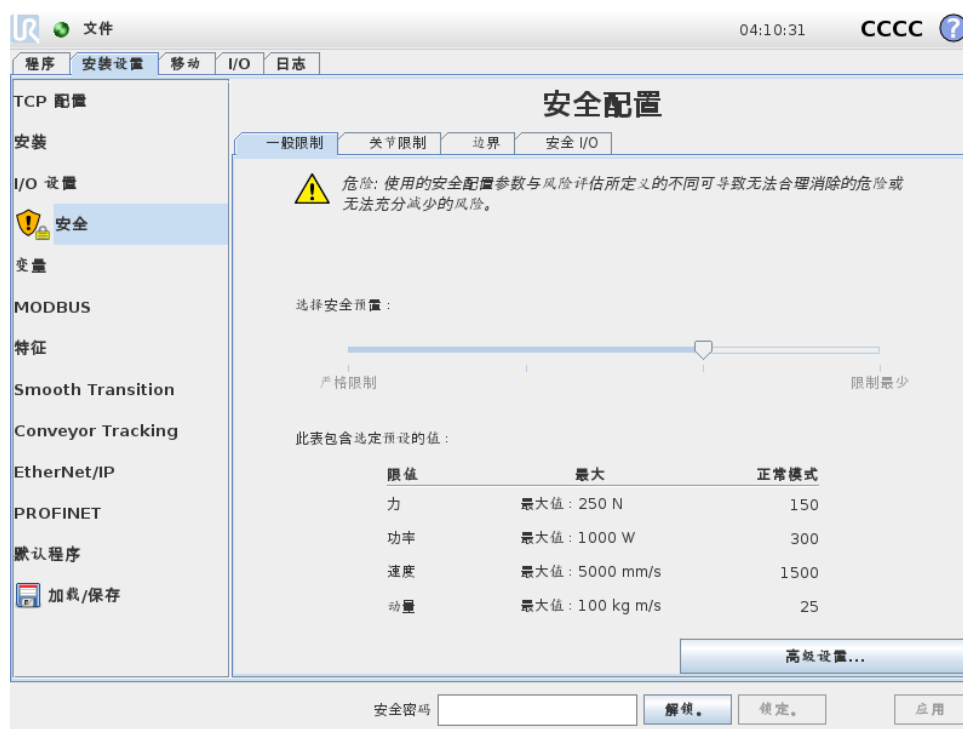 UR 文件 04:10:31 CCCC ?
程序 安装设置 移动 I/O 日志
TCP 配置
安装
I/O 设置
安全
变量
MODBUS
特征
Smooth Transition
Conveyor Tracking
EtherNet/IP
PROFINET
默认程序
加载/保存
安全配置
一般限制 关节限制 边界 安全 I/O
危险: 使用的安全配置参数与风险评估所定义的不同可导致无法合理消除的危险或
无法充分减少的风险。
选择安全预置：
严格限制 限制最少
此表包含选定预设的值：
限值 最大 正常模式
力 最大值：250 N 150
功率 最大值：1000 W 300
速度 最大值：5000 mm/s 1500
动量 最大值：100 kg m/s 25
高级设置...
安全密码 解锁。 锁定。 应用